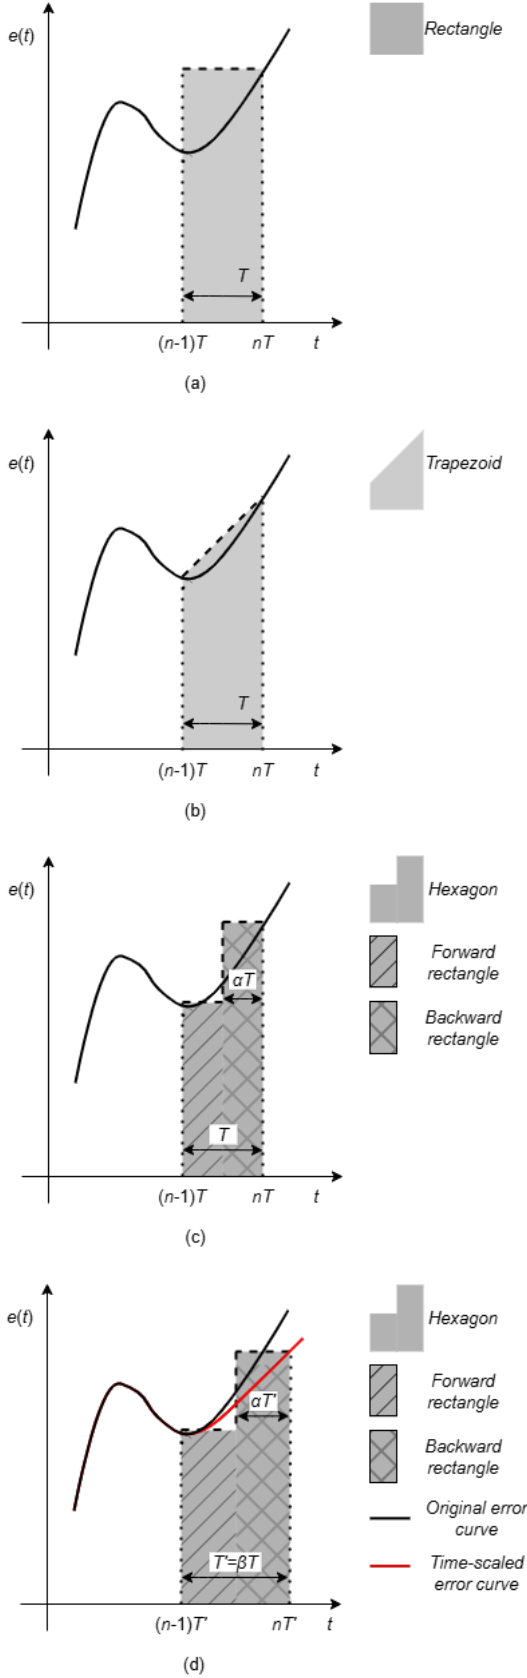 e(t)
Rectangle
T
(n-1)T
nT
t
(a)
e(t)
Trapezoid
T
(n-1)T
nT
t
(b)
e(t)
Hexagon
Forward
rectangle
Backward
rectangle
αT
T
(n-1)T
nT
t
(c)
e(t)
Hexagon
Forward
rectangle
Backward
rectangle
Original error
curve
Time-scaled
error curve
αT'
T'=βT
(n-1)T'
nT'
t
(d)